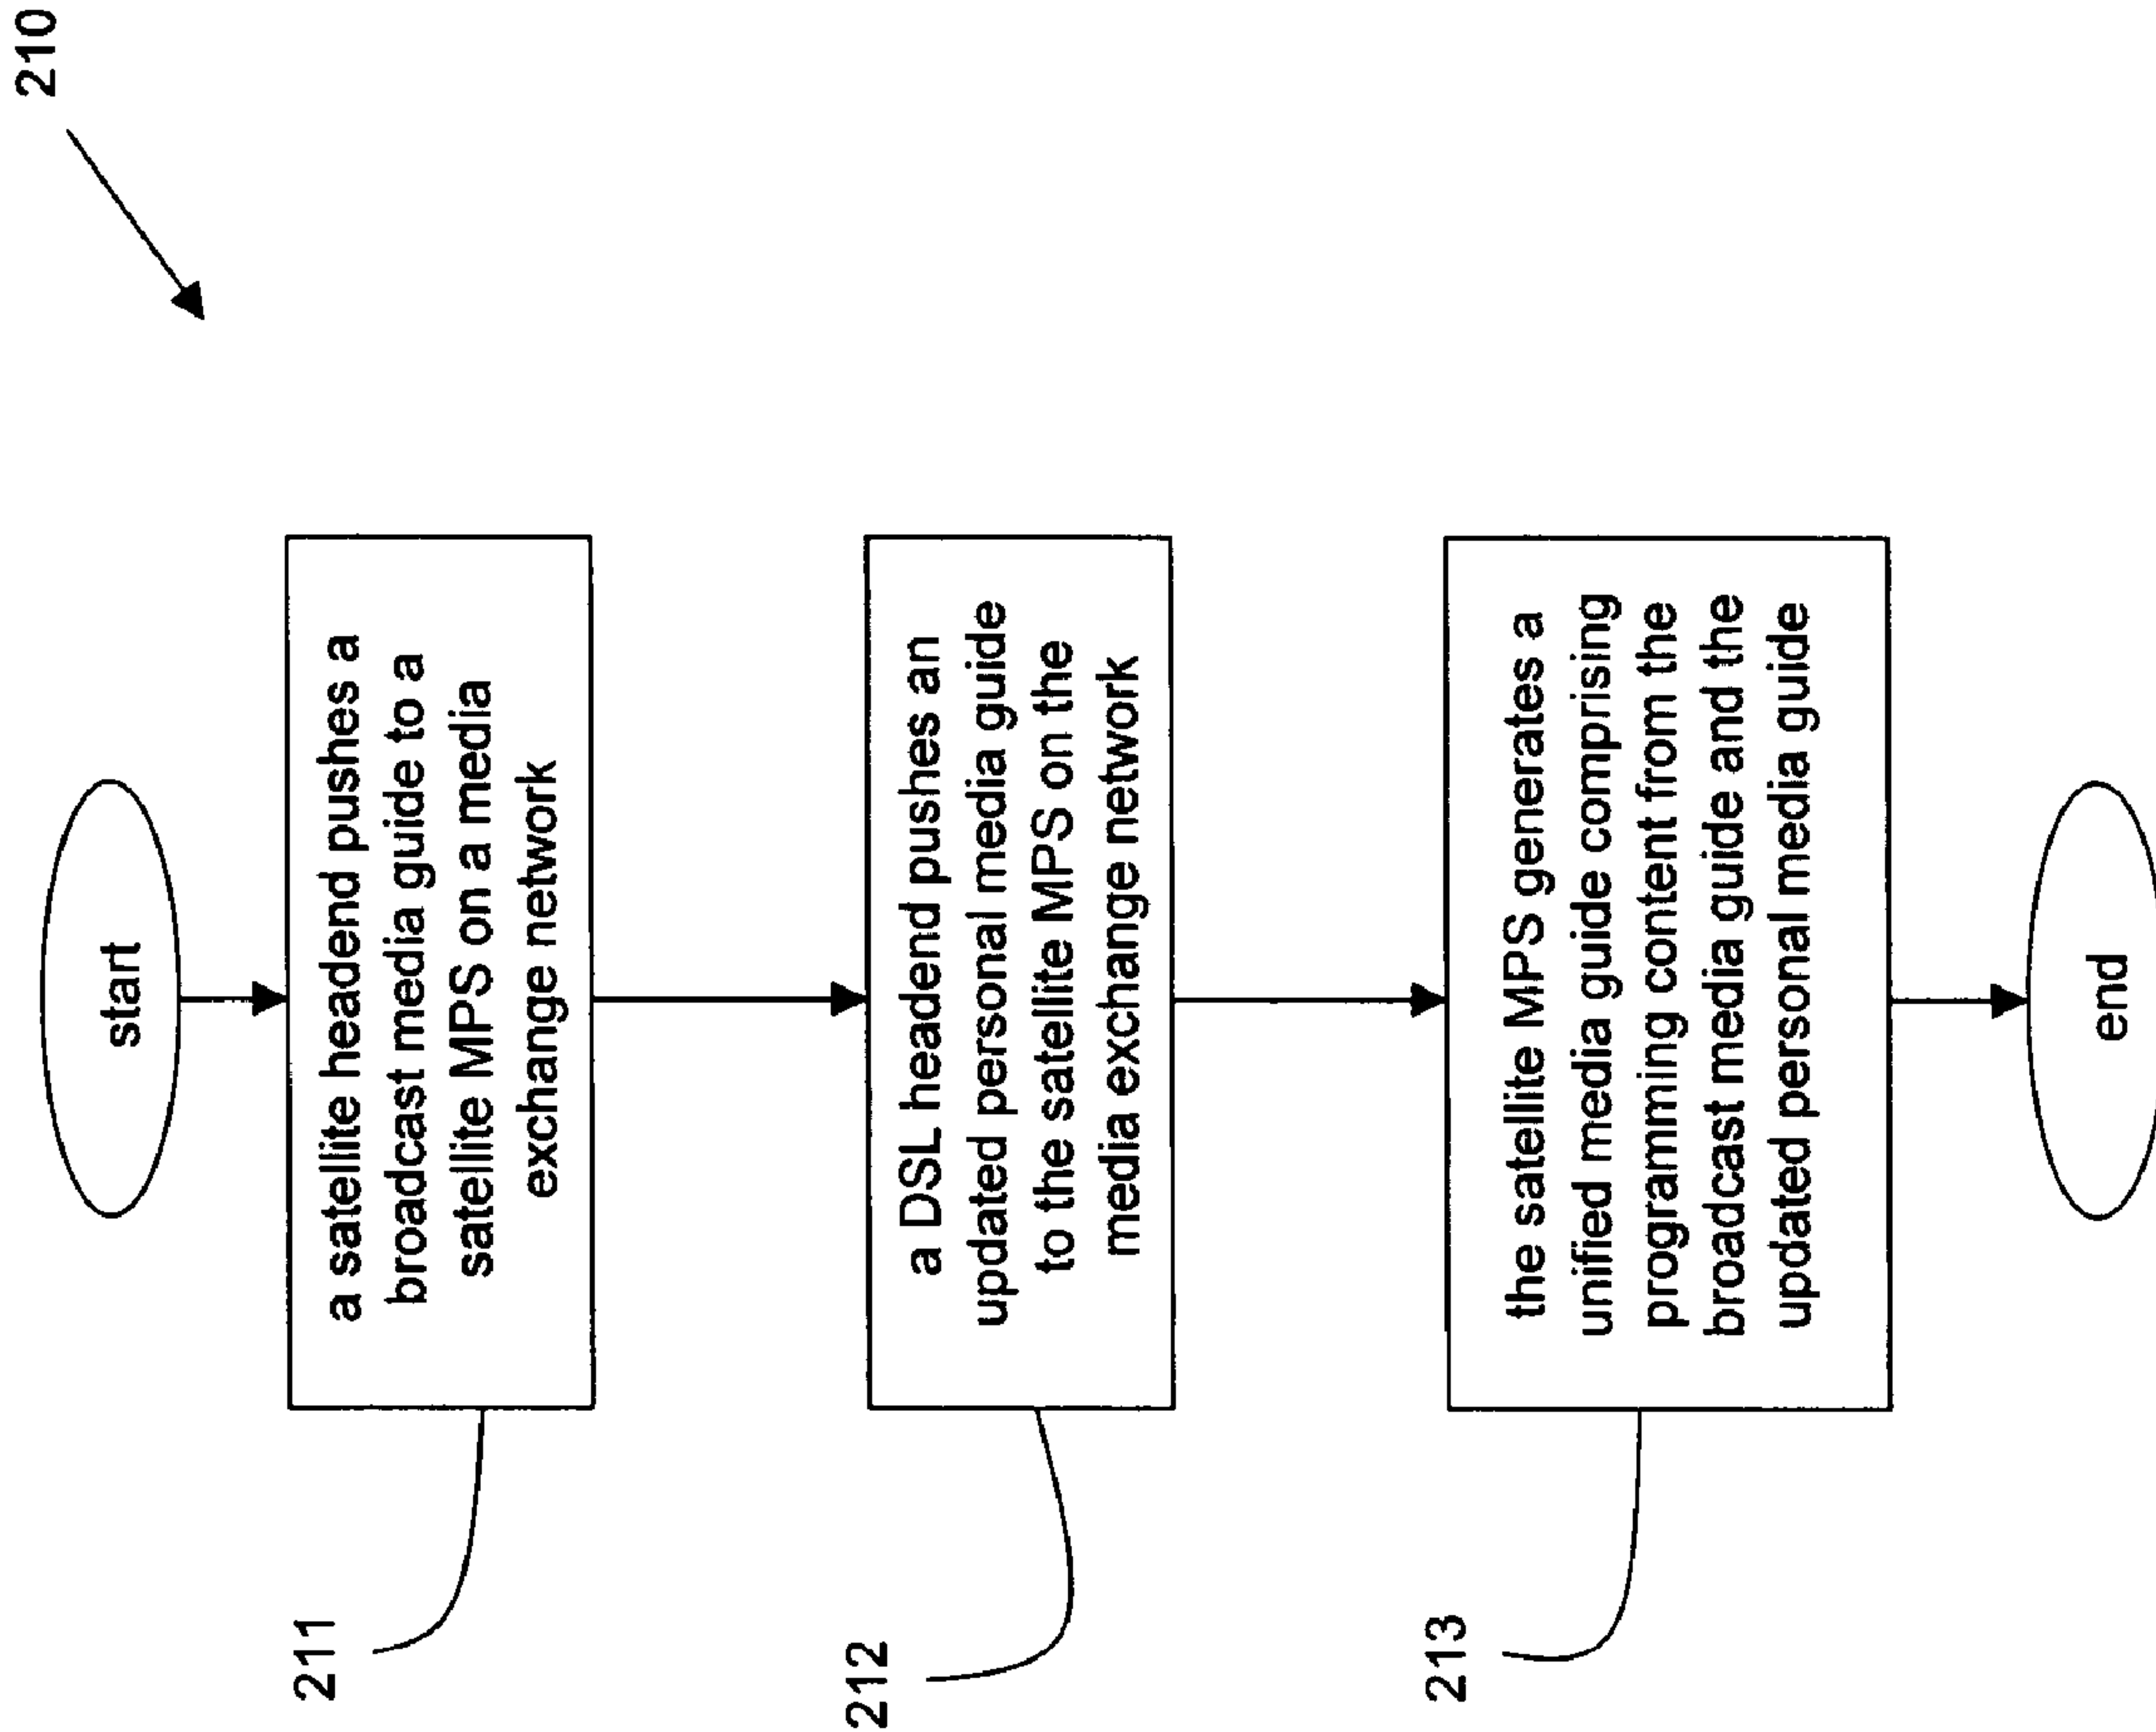 210
start
211
a satellite headend pushes a
broadcast media guide to a
satellite MPS on a media
exchange network
212
a DSL headend pushes an
updated personal media guide
to the satellite MPS on the
media exchange network
213
the satellite MPS generates a
unified media guide comprising
programming content from the
broadcast media guide and the
updated personal media guide
end